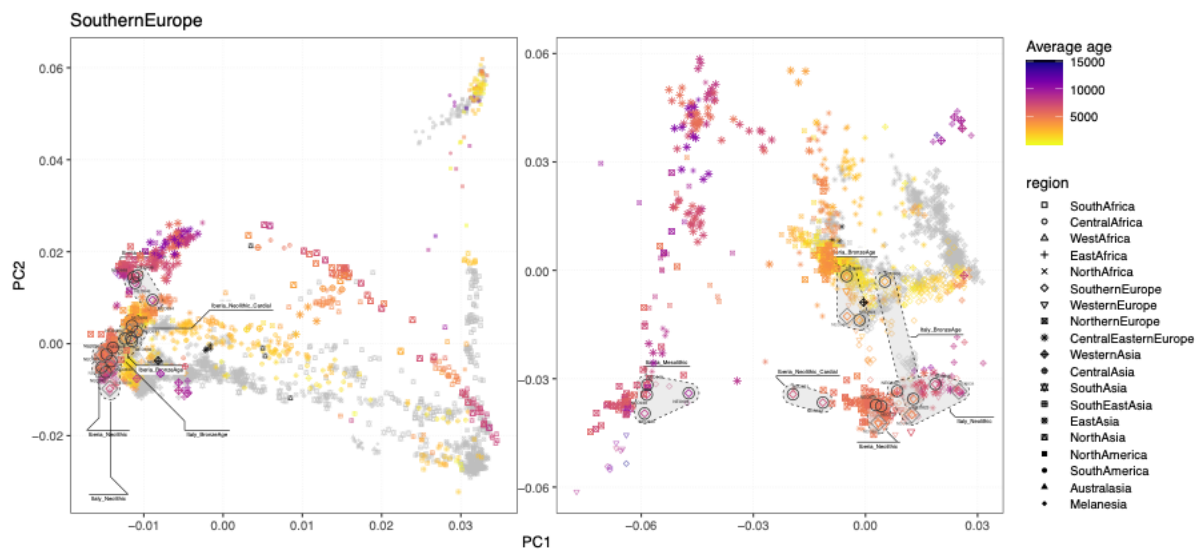 SouthernEurope
0.06
0.04
0.02
0.00
−0.02
−0.01
0.00
0.01
0.02
0.03
PC2
Iberia_Neolithic_Cardial
Iberia_BronzeAge
Iberia_Neolithic
Italy_BronzeAge
Italy_Neolithic
0.06
0.03
0.00
−0.03
−0.06
−0.06
−0.03
0.00
0.03
Iberia_BronzeAge
Italy_BronzeAge
Iberia_Mesolithic
Iberia_Neolithic_Cardial
Italy_Neolithic
Iberia_Neolithic
PC1
Average age
15000
10000
5000
region
SouthAfrica
CentralAfrica
WestAfrica
EastAfrica
NorthAfrica
SouthernEurope
WesternEurope
NorthernEurope
CentralEasternEurope
WesternAsia
CentralAsia
SouthAsia
SouthEastAsia
EastAsia
NorthAsia
NorthAmerica
SouthAmerica
Australasia
Melanesia